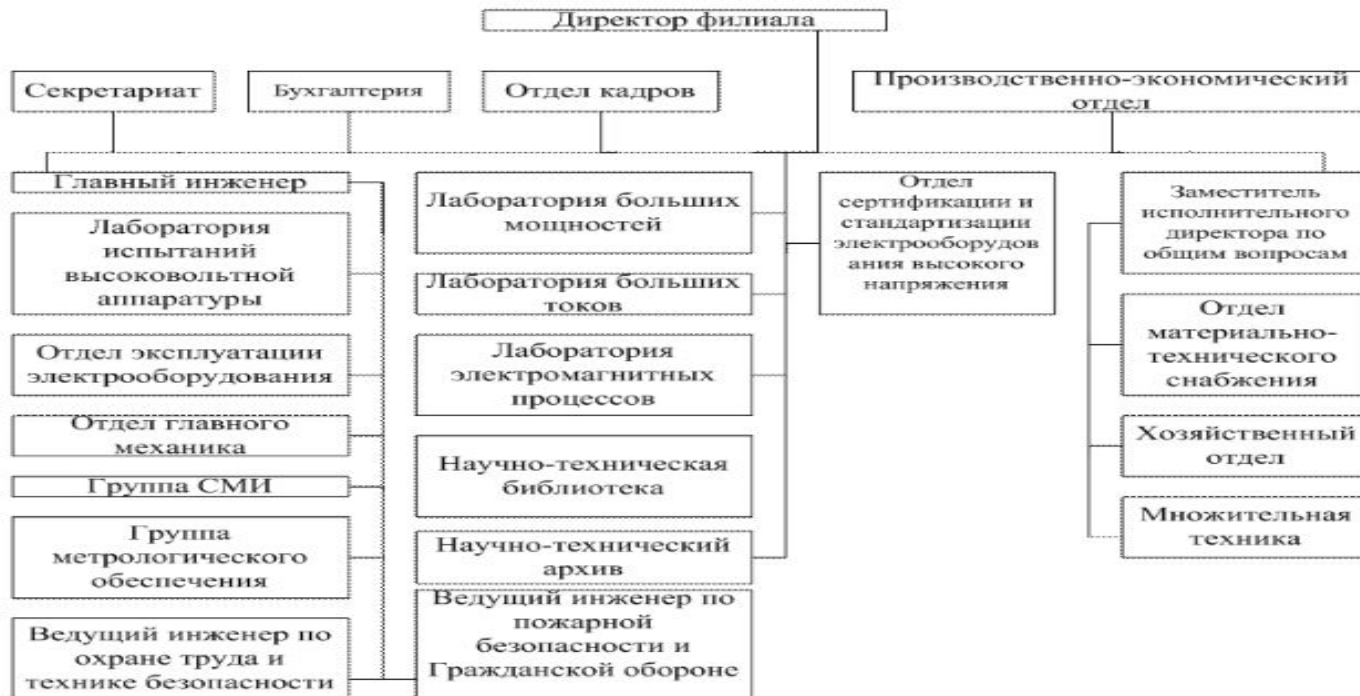 Директор филиала
Секретариат
Бухгалтерия
Отдел кадров
Производственно-экономический
отдел
Главный инженер
Лаборатория
испытаний
высоковольтной
аппаратуры
Отдел эксплуатации
электрооборудования
Отдел главного
механика
Группа СМИ
Группа
метрологического
обеспечения
Ведущий инженер по
охране труда и
технике безопасности
Лаборатория больших
мощностей
Лаборатория больших
токов
Лаборатория
электромагнитных
процессов
Научно-техническая
библиотека
Научно-технический
архив
Ведущий инженер по
пожарной
безопасности и
Гражданской обороне
Отдел
сертификации и
стандартизации
электрооборудов
ания высокого
напряжения
Заместитель
исполнительного
директора по
общим вопросам
Отдел
материально-
технического
снабжения
Хозяйственный
отдел
Множительная
техника